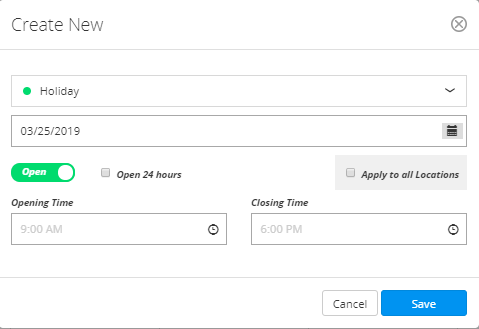 Create New
Holiday
03/25/2019
Open
Open 24 hours
Apply to all Locations
Opening Time
Closing Time
9:00 AM
6:00 PM
Cancel
Save